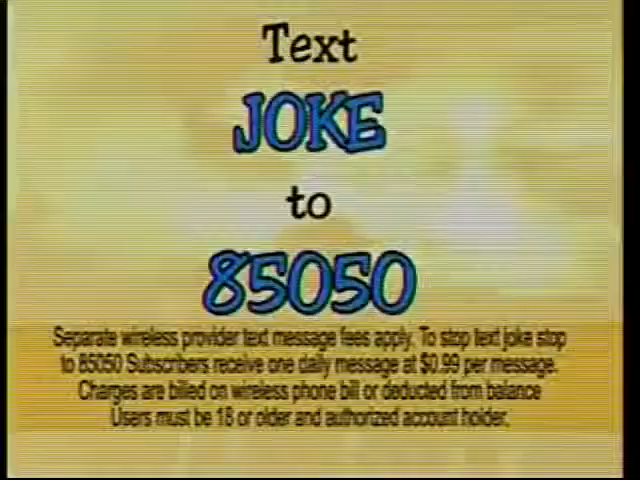 Text
JOKE
to
85050
Separate wireless provider text message fees apply. To stop text joke stop
to 85050 Subscribers receive one daily message at $0.99 per message.
Charges are billed on wireless phone bill or deducted from balance
Users must be 18 or older and authorized account holder.